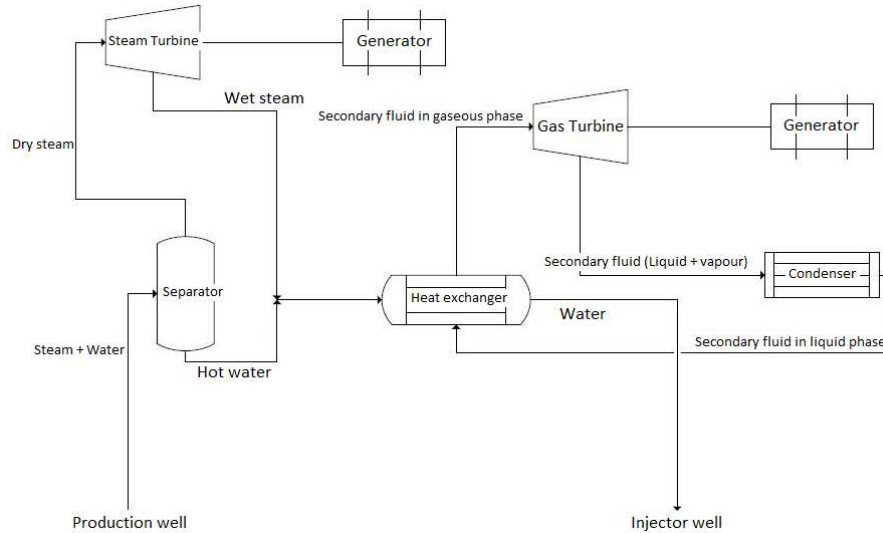 Steam Turbine
Generator
Wet steam
Secondary fluid in gaseous phase
Gas Turbine
Generator
Dry steam
Secondary fluid (Liquid + vapour)
Condenser
Separator
Heat exchanger
Water
Steam + Water
Hot water
Secondary fluid in liquid phase
Production well
Injector well